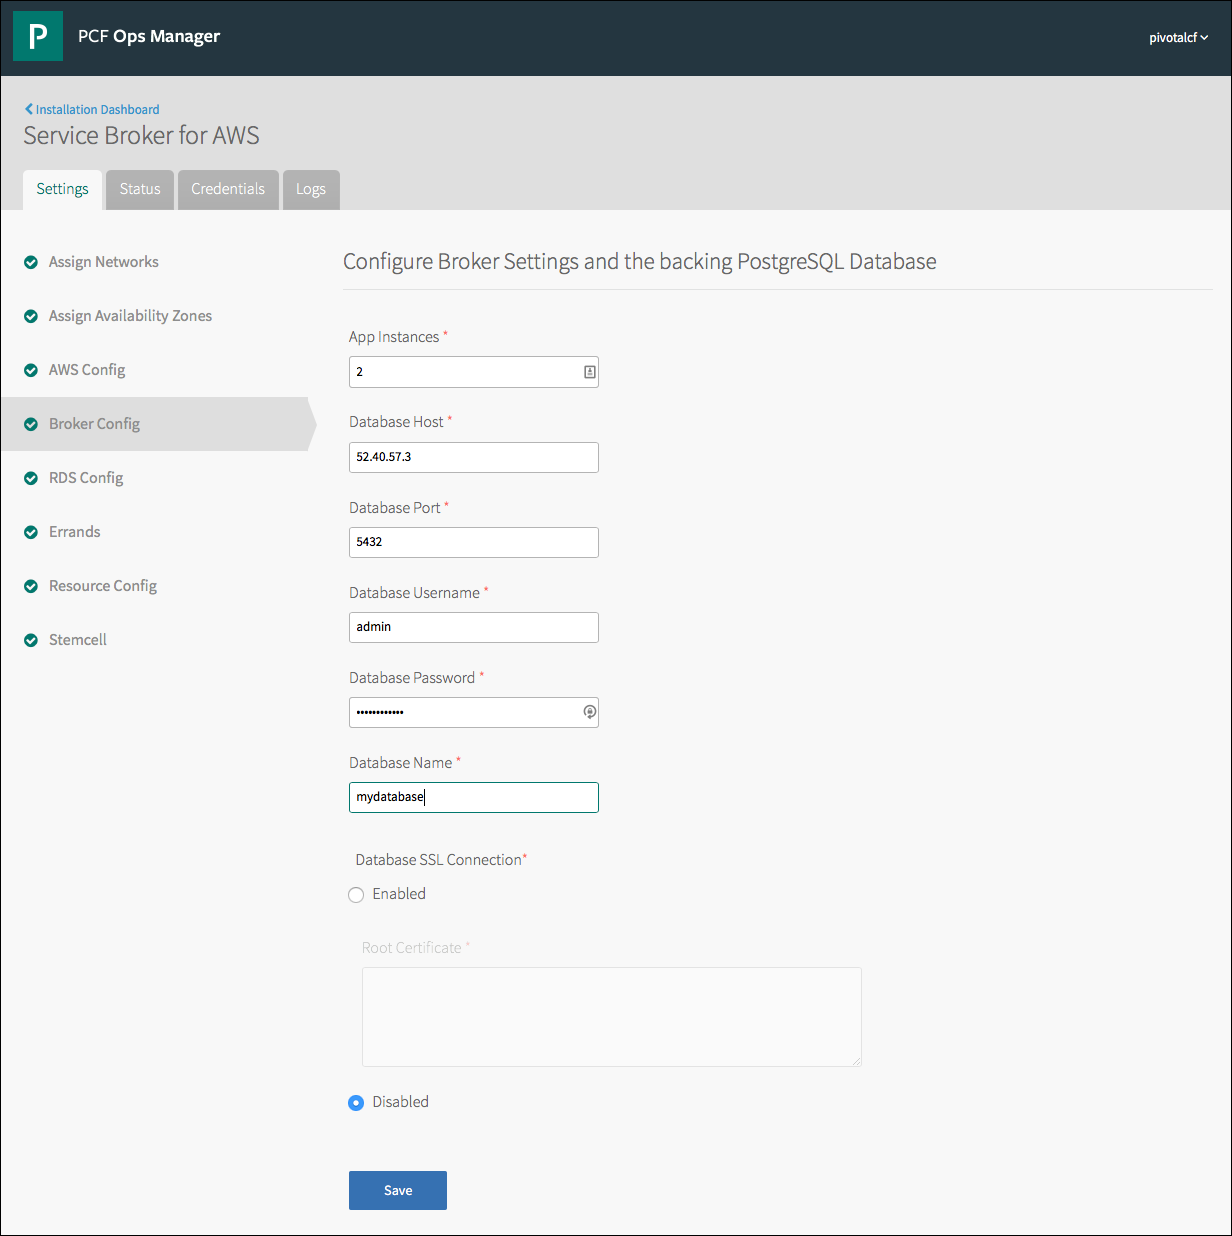 P PCF Ops Manager
pivotalcf
Installation Dashboard
Service Broker for AWS
Settings Status Credentials Logs
Assign Networks
Assign Availability Zones
AWS Config
Broker Config
RDS Config
Errands
Resource Config
Stemcell
Configure Broker Settings and the backing PostgreSQL Database
App Instances *
2
Database Host *
52.40.57.3
Database Port *
5432
Database Username *
admin
Database Password *
••••••••••••
Database Name *
mydatabase
Database SSL Connection*
Enabled
Root Certificate *
Disabled
Save